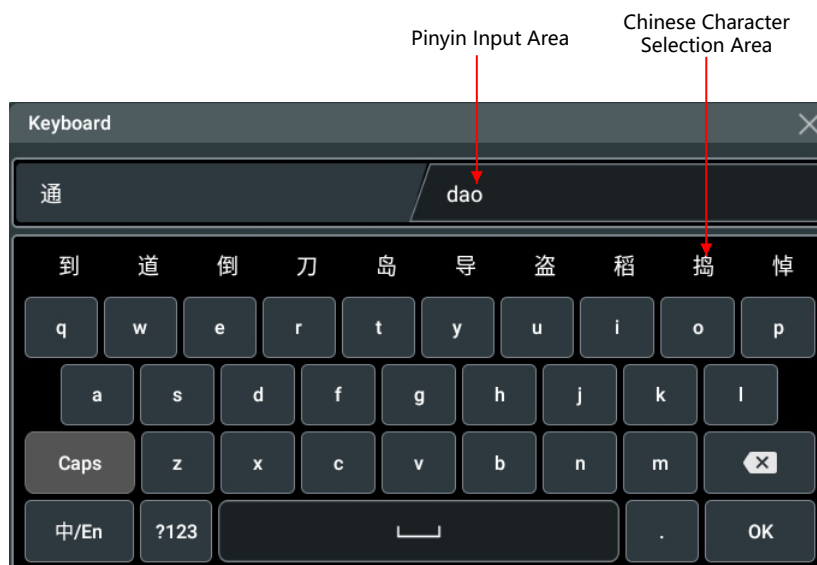 Pinyin Input Area
Chinese Character
Selection Area
Keyboard
通 dao
到 道 倒 刀 岛 导 盗 稻 捣 悼
q w e r t y u i o p
a s d f g h j k l
Caps z x c v b n m
中/En ?123 . OK